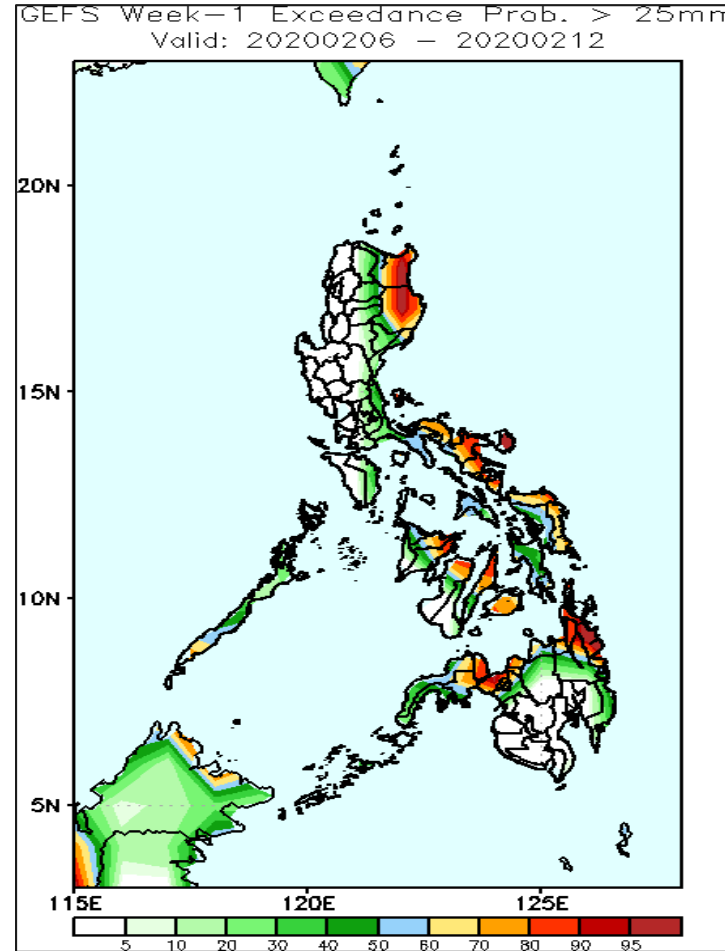 GEFS Week-1 Exceedance Prob. > 25mm
Valid: 20200206 - 20200212
20N
15N
10N
5N
115E 120E 125E
5 10 20 30 40 50 60 70 80 90 95